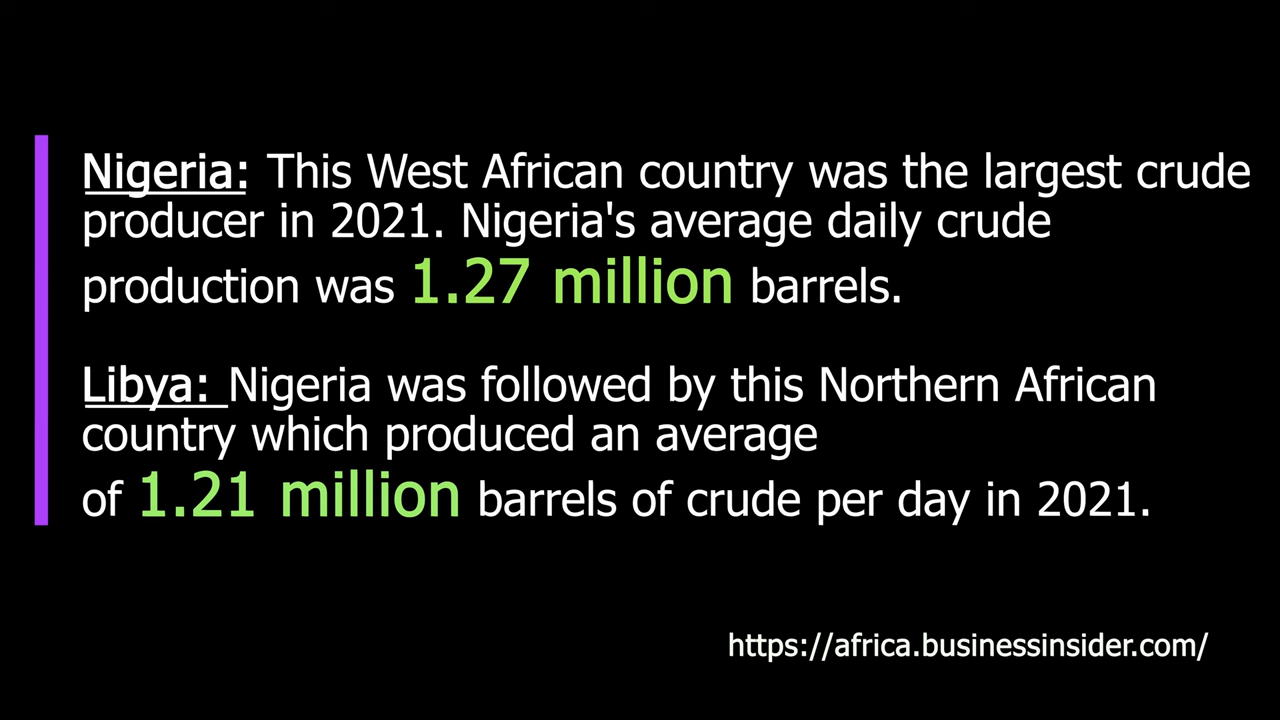 Nigeria: This West African country was the largest crude
producer in 2021. Nigeria's average daily crude
production was 1.27 million barrels.
Libya: Nigeria was followed by this Northern African
country which produced an average
of 1.21 million barrels of crude per day in 2021.
https://africa.businessinsider.com/